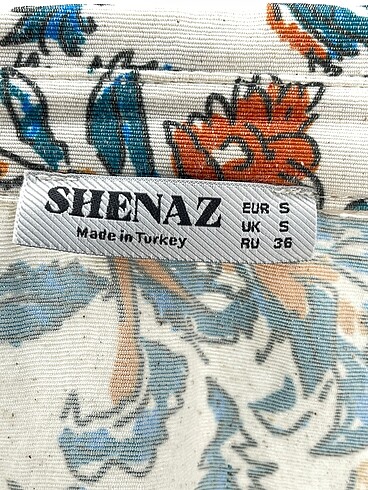 SHENAZ
Made in Turkey
EUR S
UK S
RU 36